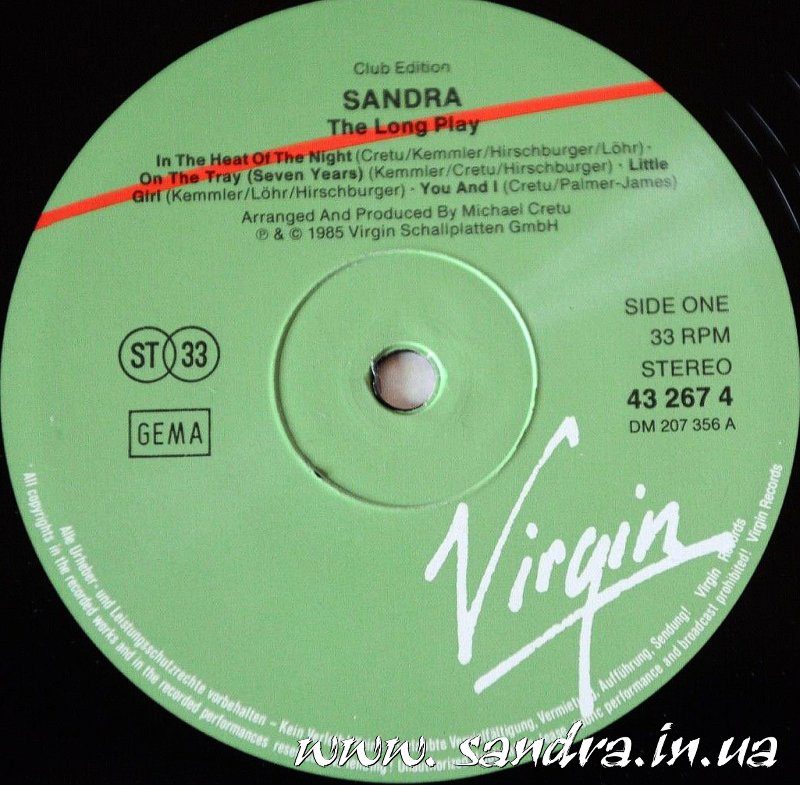 Club Edition
SANDRA
The Long Play
In The Heat Of The Night (Cretu/Kemmler/Hirschburger/Löhr) ·
On The Tray (Seven Years) (Kemmler/Cretu/Hirschburger) · Little
Girl (Kemmler/Löhr/Hirschburger) · You And I (Cretu/Palmer-James)
Arranged And Produced By Michael Cretu
℗ & © 1985 Virgin Schallplatten GmbH
SIDE ONE
33 RPM
STEREO
43 267 4
DM 207 356 A
ST 33
GEMA
Virgin
Alle Urheber- und Leistungsschutzrechte vorbehalten - Kein Verleih! Vervielfältigung, Vermietung, Aufführung, Sendung! Virgin Records
All copyrights in the recorded works and in the recorded performances performance and broadcast prohibited! Virgin Records
www.sandra.in.ua